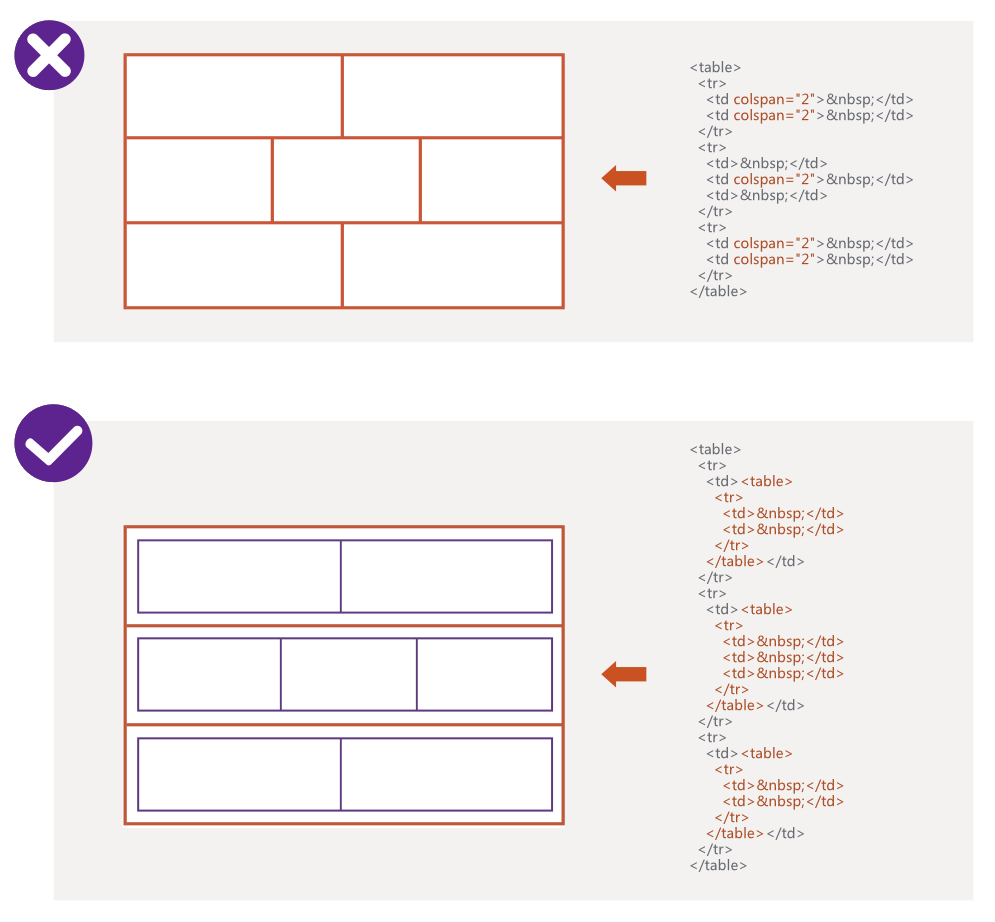 <table>
<tr>
<td colspan="2">&nbsp;</td>
<td colspan="2">&nbsp;</td>
</tr>
<tr>
<td>&nbsp;</td>
<td colspan="2">&nbsp;</td>
<td>&nbsp;</td>
</tr>
<tr>
<td colspan="2">&nbsp;</td>
<td colspan="2">&nbsp;</td>
</tr>
</table>
<table>
<tr>
<td><table>
<tr>
<td>&nbsp;</td>
<td>&nbsp;</td>
</tr>
</table></td>
</tr>
<tr>
<td><table>
<tr>
<td>&nbsp;</td>
<td>&nbsp;</td>
<td>&nbsp;</td>
</tr>
</table></td>
</tr>
<tr>
<td><table>
<tr>
<td>&nbsp;</td>
<td>&nbsp;</td>
</tr>
</table></td>
</tr>
</table>